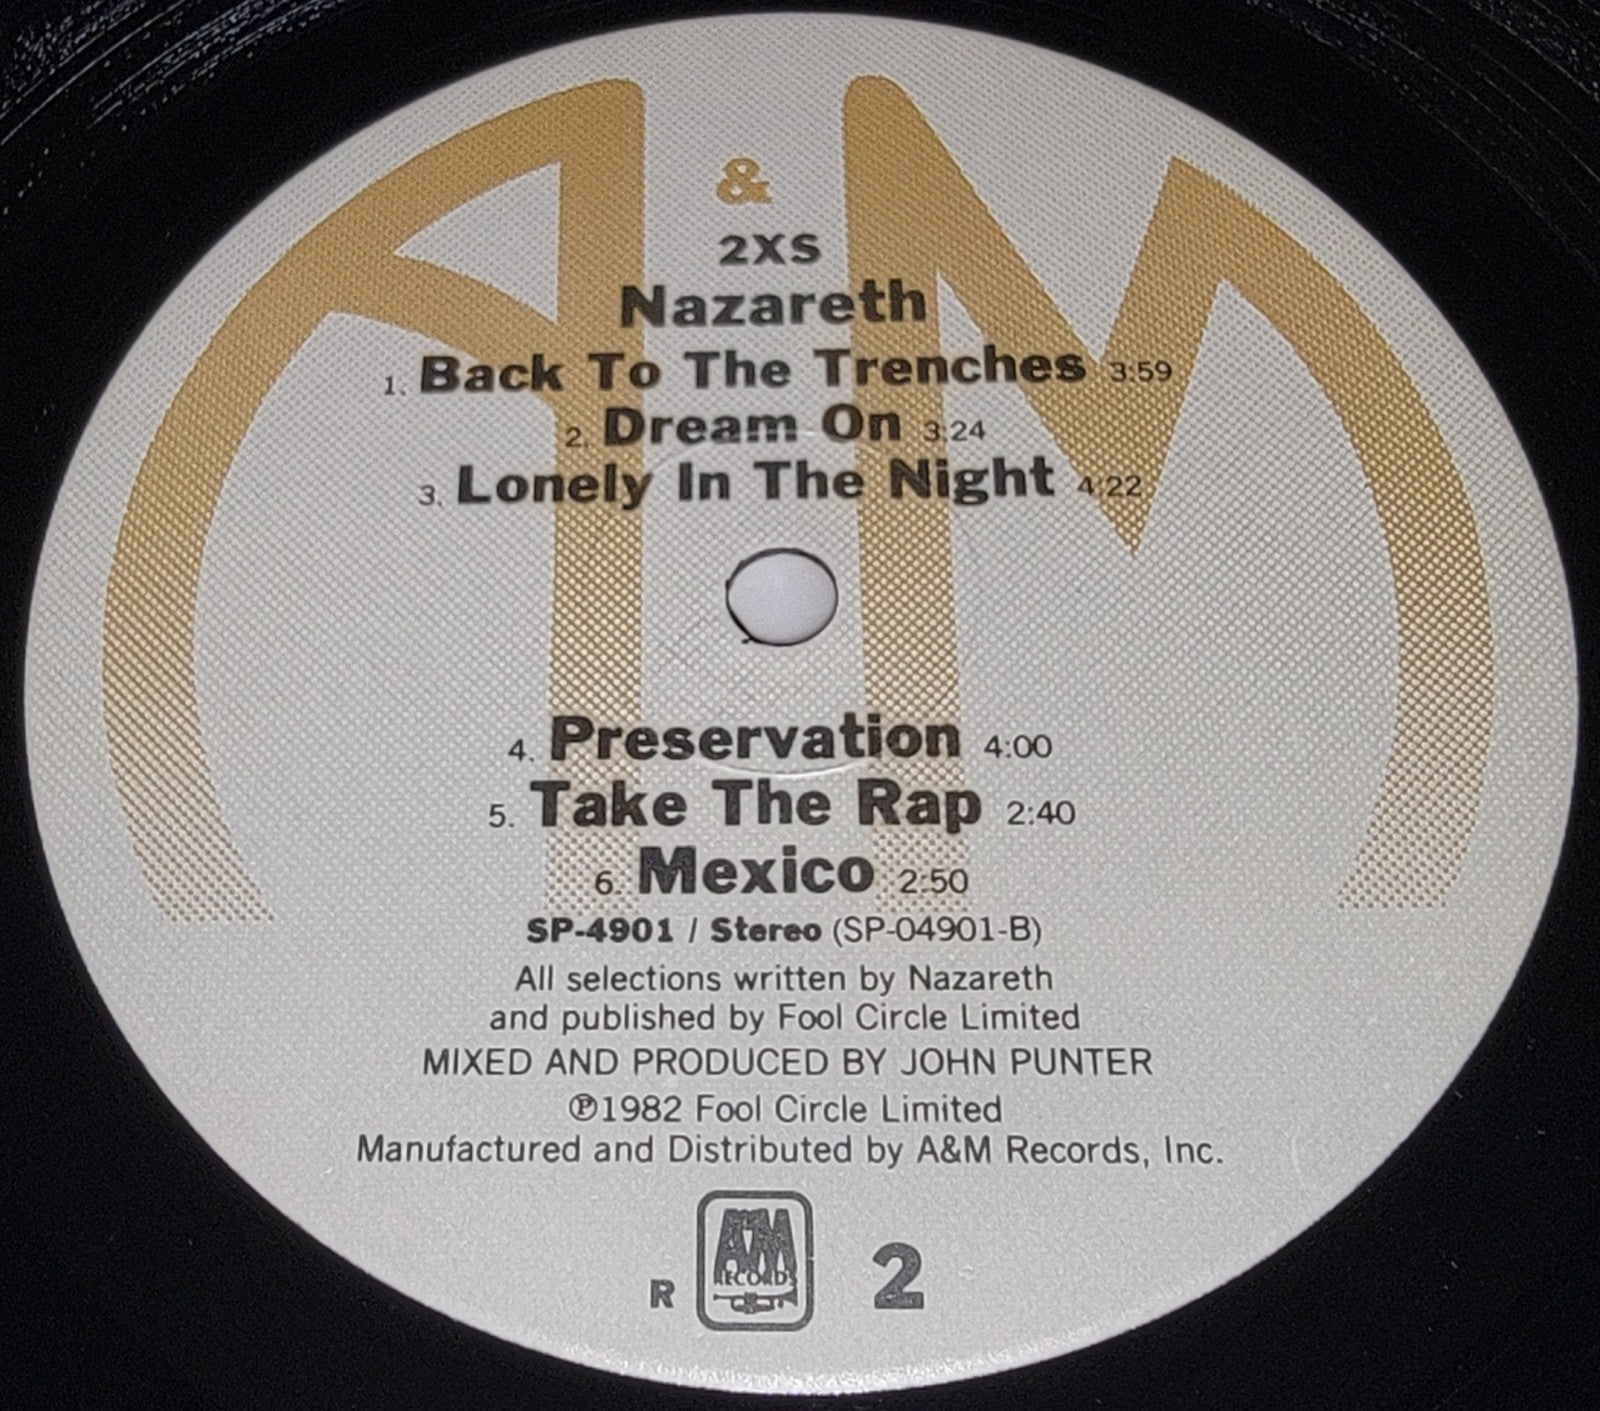 A & M
2XS
Nazareth
1. Back To The Trenches 3:59
2. Dream On 3:24
3. Lonely In The Night 4:22
4. Preservation 4:00
5. Take The Rap 2:40
6. Mexico 2:50
SP-4901 / Stereo (SP-04901-B)
All selections written by Nazareth
and published by Fool Circle Limited
MIXED AND PRODUCED BY JOHN PUNTER
℗1982 Fool Circle Limited
Manufactured and Distributed by A&M Records, Inc.
A&M
RECORDS
R 2